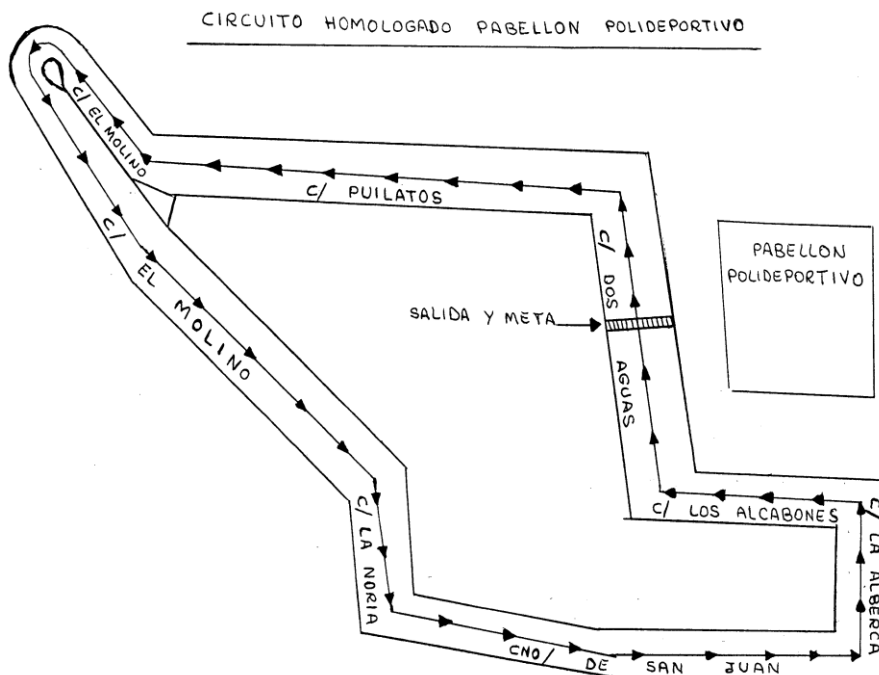 CIRCUITO HOMOLOGADO PABELLON POLIDEPORTIVO
C/ EL MOLINO
C/ PUILATOS
C/ DOS AGUAS
PABELLON
POLIDEPORTIVO
SALIDA Y META
C/ EL MOLINO
C/ LOS ALCABONES
C/ LA ALBERCA
C/ LA NORIA
CNO/ DE SAN JUAN